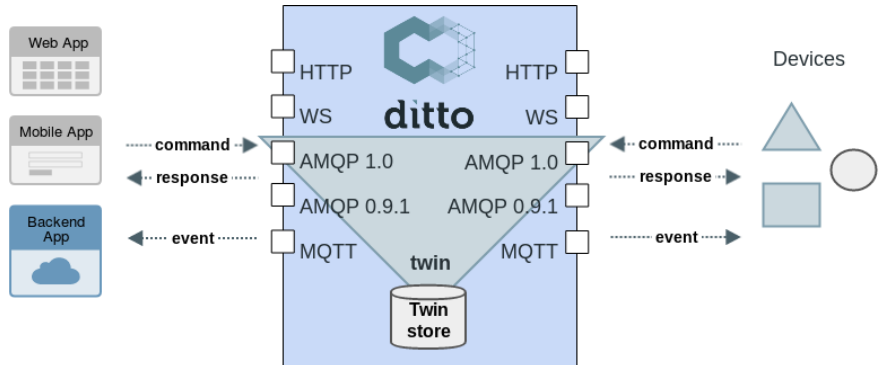 Web App
Mobile App
Backend
App
command
response
event
HTTP
WS
AMQP 1.0
AMQP 0.9.1
MQTT
ditto
twin
Twin
store
HTTP
WS
AMQP 1.0
AMQP 0.9.1
MQTT
command
response
event
Devices